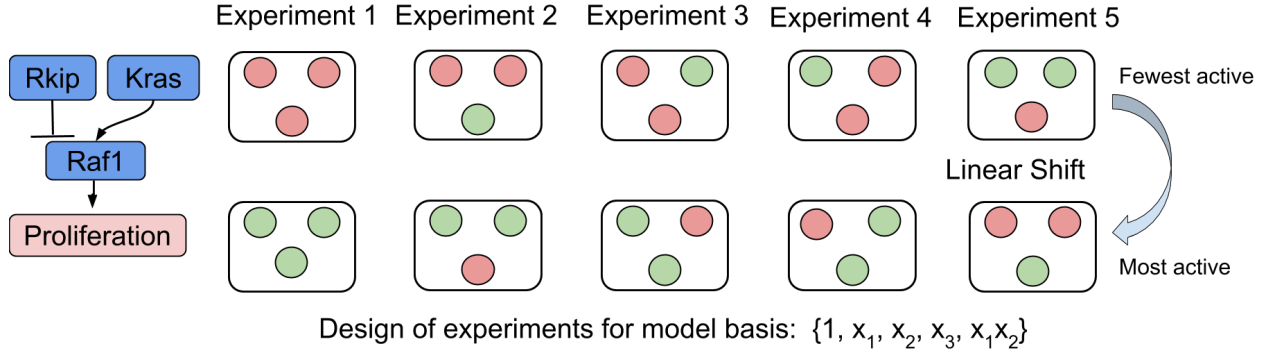 Experiment 1
Experiment 2
Experiment 3
Experiment 4
Experiment 5
Rkip
Kras
Raf1
Proliferation
Fewest active
Linear Shift
Most active
Design of experiments for model basis: {1, x₁, x₂, x₃, x₁x₂}